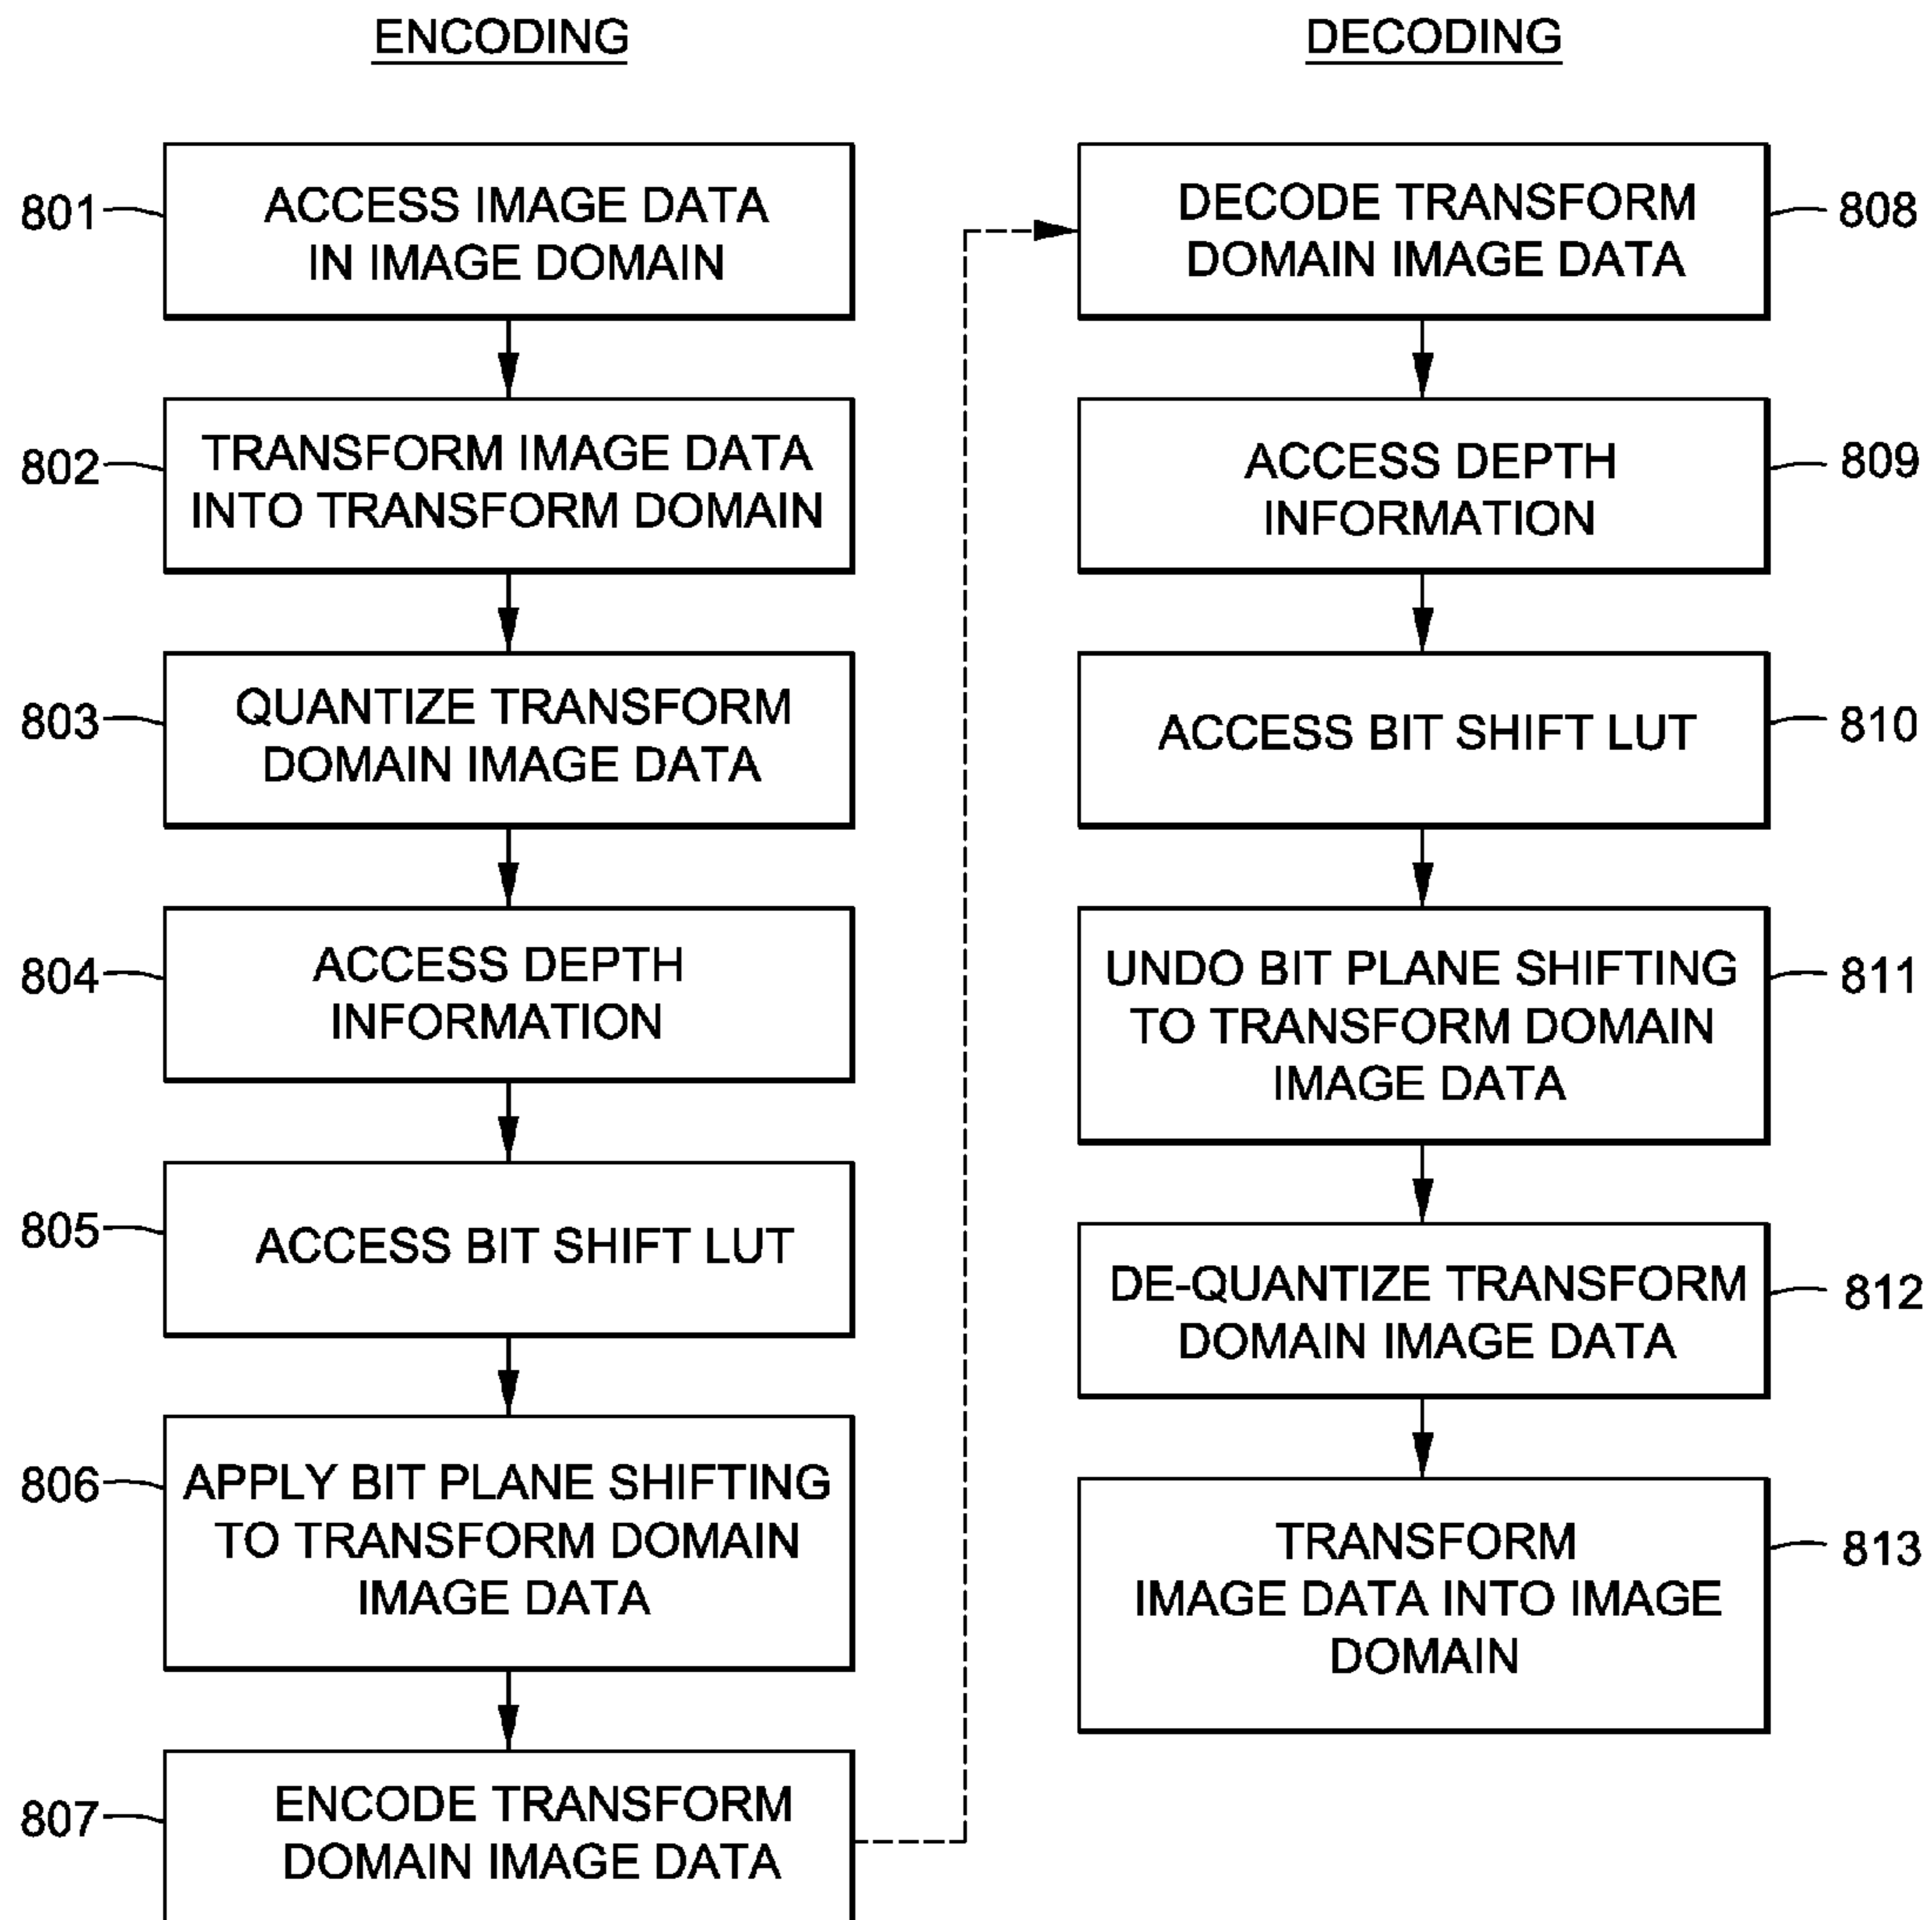 ENCODING
801
ACCESS IMAGE DATA
IN IMAGE DOMAIN
802
TRANSFORM IMAGE DATA
INTO TRANSFORM DOMAIN
803
QUANTIZE TRANSFORM
DOMAIN IMAGE DATA
804
ACCESS DEPTH
INFORMATION
805
ACCESS BIT SHIFT LUT
806
APPLY BIT PLANE SHIFTING
TO TRANSFORM DOMAIN
IMAGE DATA
807
ENCODE TRANSFORM
DOMAIN IMAGE DATA
DECODING
DECODE TRANSFORM
DOMAIN IMAGE DATA
808
ACCESS DEPTH
INFORMATION
809
ACCESS BIT SHIFT LUT
810
UNDO BIT PLANE SHIFTING
TO TRANSFORM DOMAIN
IMAGE DATA
811
DE-QUANTIZE TRANSFORM
DOMAIN IMAGE DATA
812
TRANSFORM
IMAGE DATA INTO IMAGE
DOMAIN
813